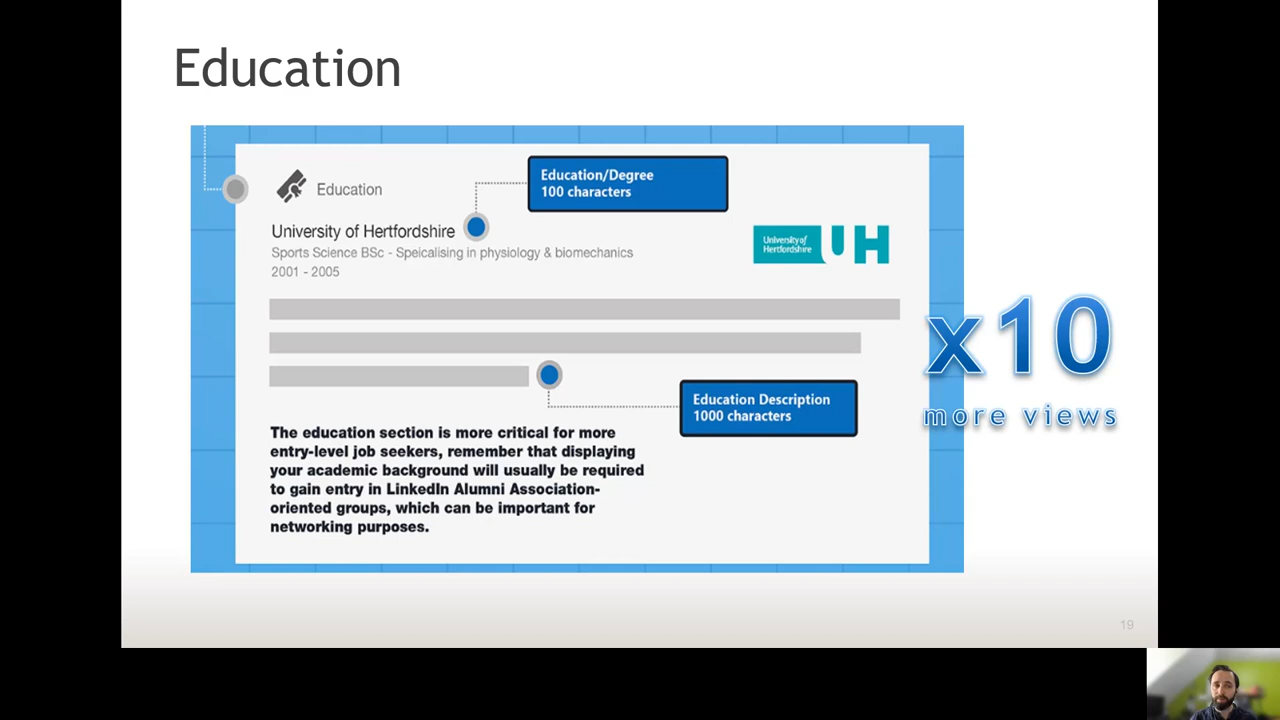 Education
Education
Education/Degree
100 characters
University of Hertfordshire
Sports Science BSc - Speicalising in physiology & biomechanics
2001 - 2005
University of
Hertfordshire
UH
x10
more views
Education Description
1000 characters
The education section is more critical for more
entry-level job seekers, remember that displaying
your academic background will usually be required
to gain entry in LinkedIn Alumni Association-
oriented groups, which can be important for
networking purposes.
19